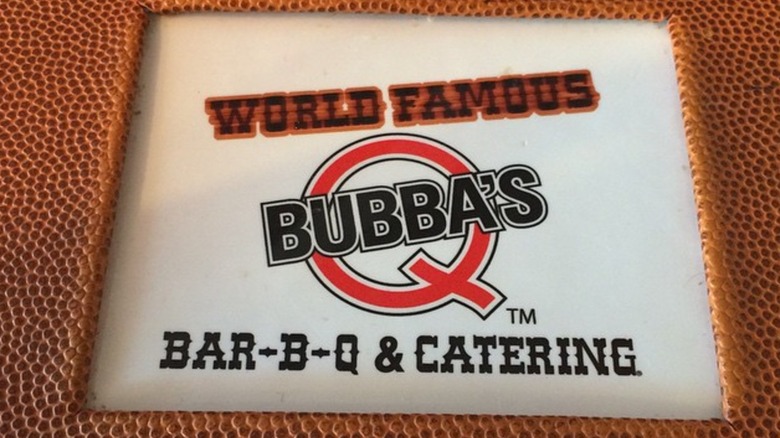 WORLD FAMOUS
BUBBA'S
Q
TM
BAR-B-Q & CATERING